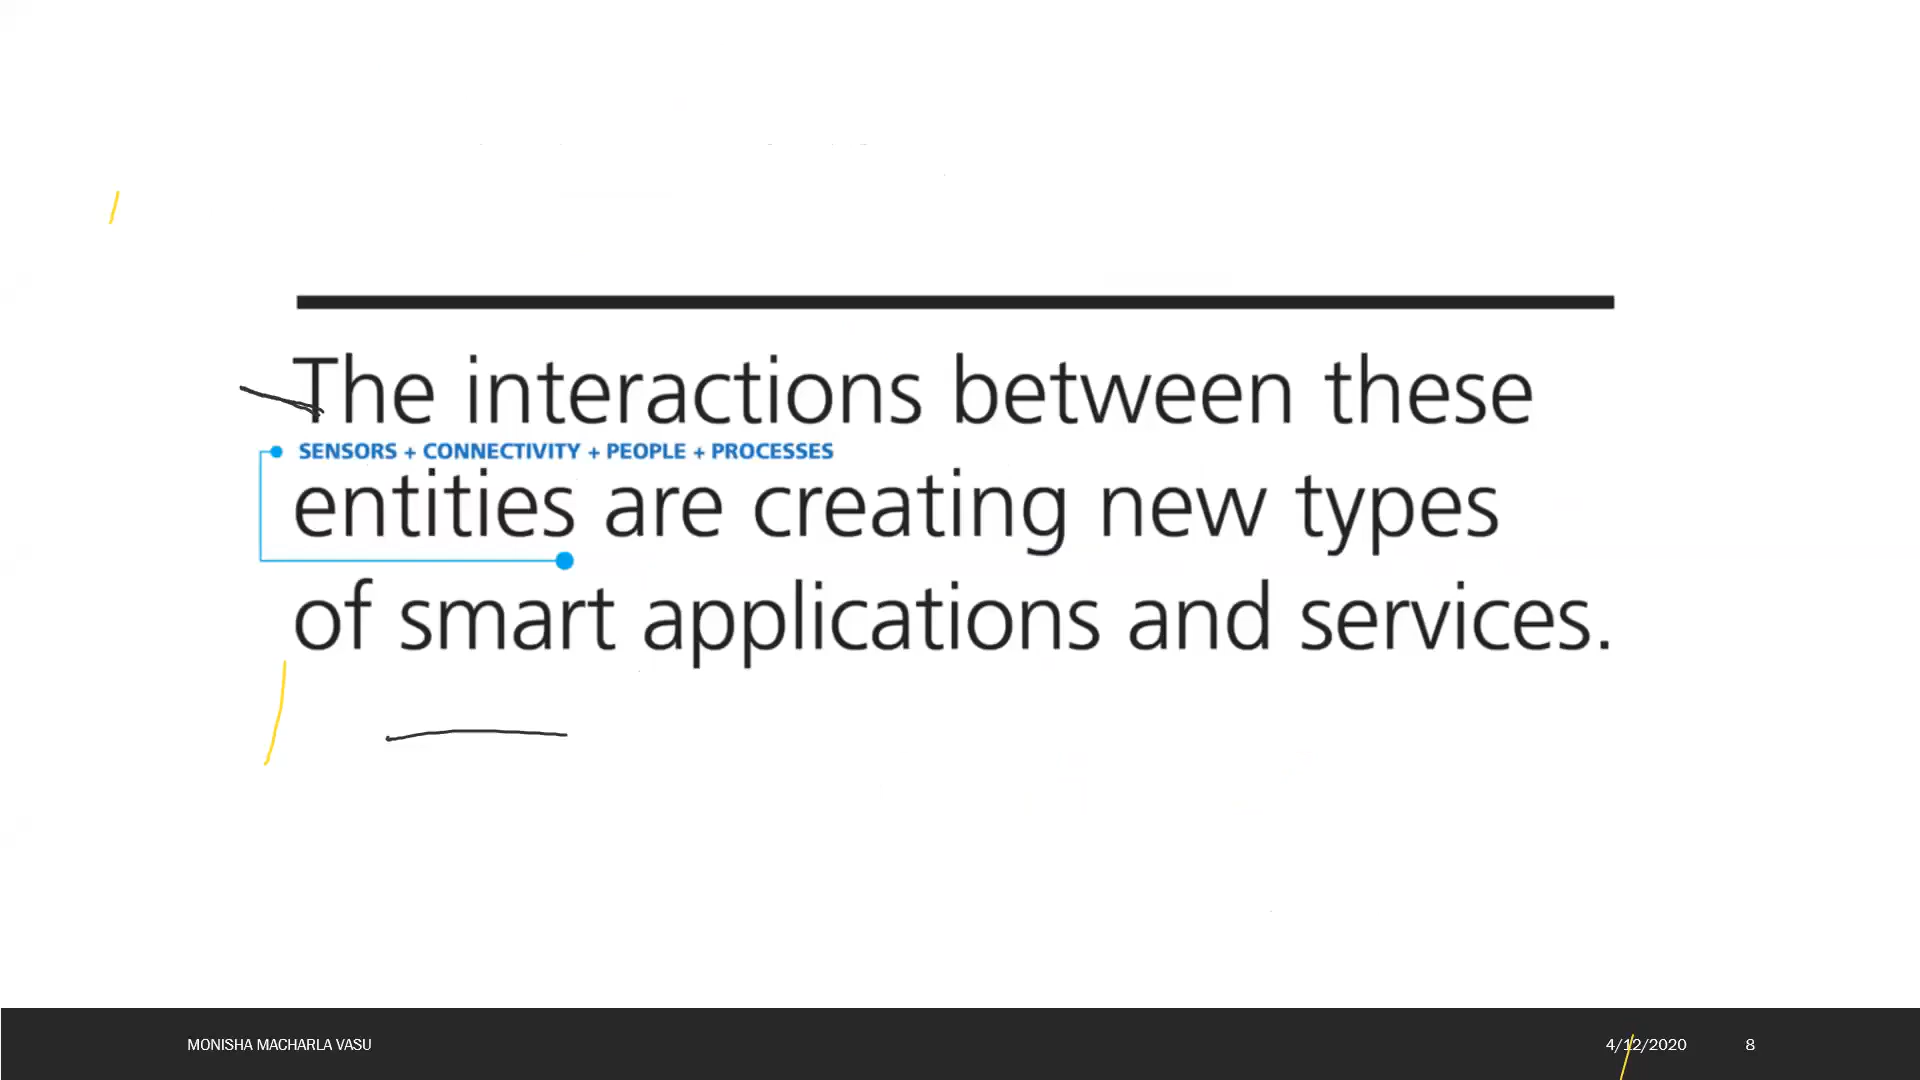 The interactions between these
SENSORS + CONNECTIVITY + PEOPLE + PROCESSES
entities are creating new types
of smart applications and services.
MONISHA MACHARLA VASU
4/12/2020
8